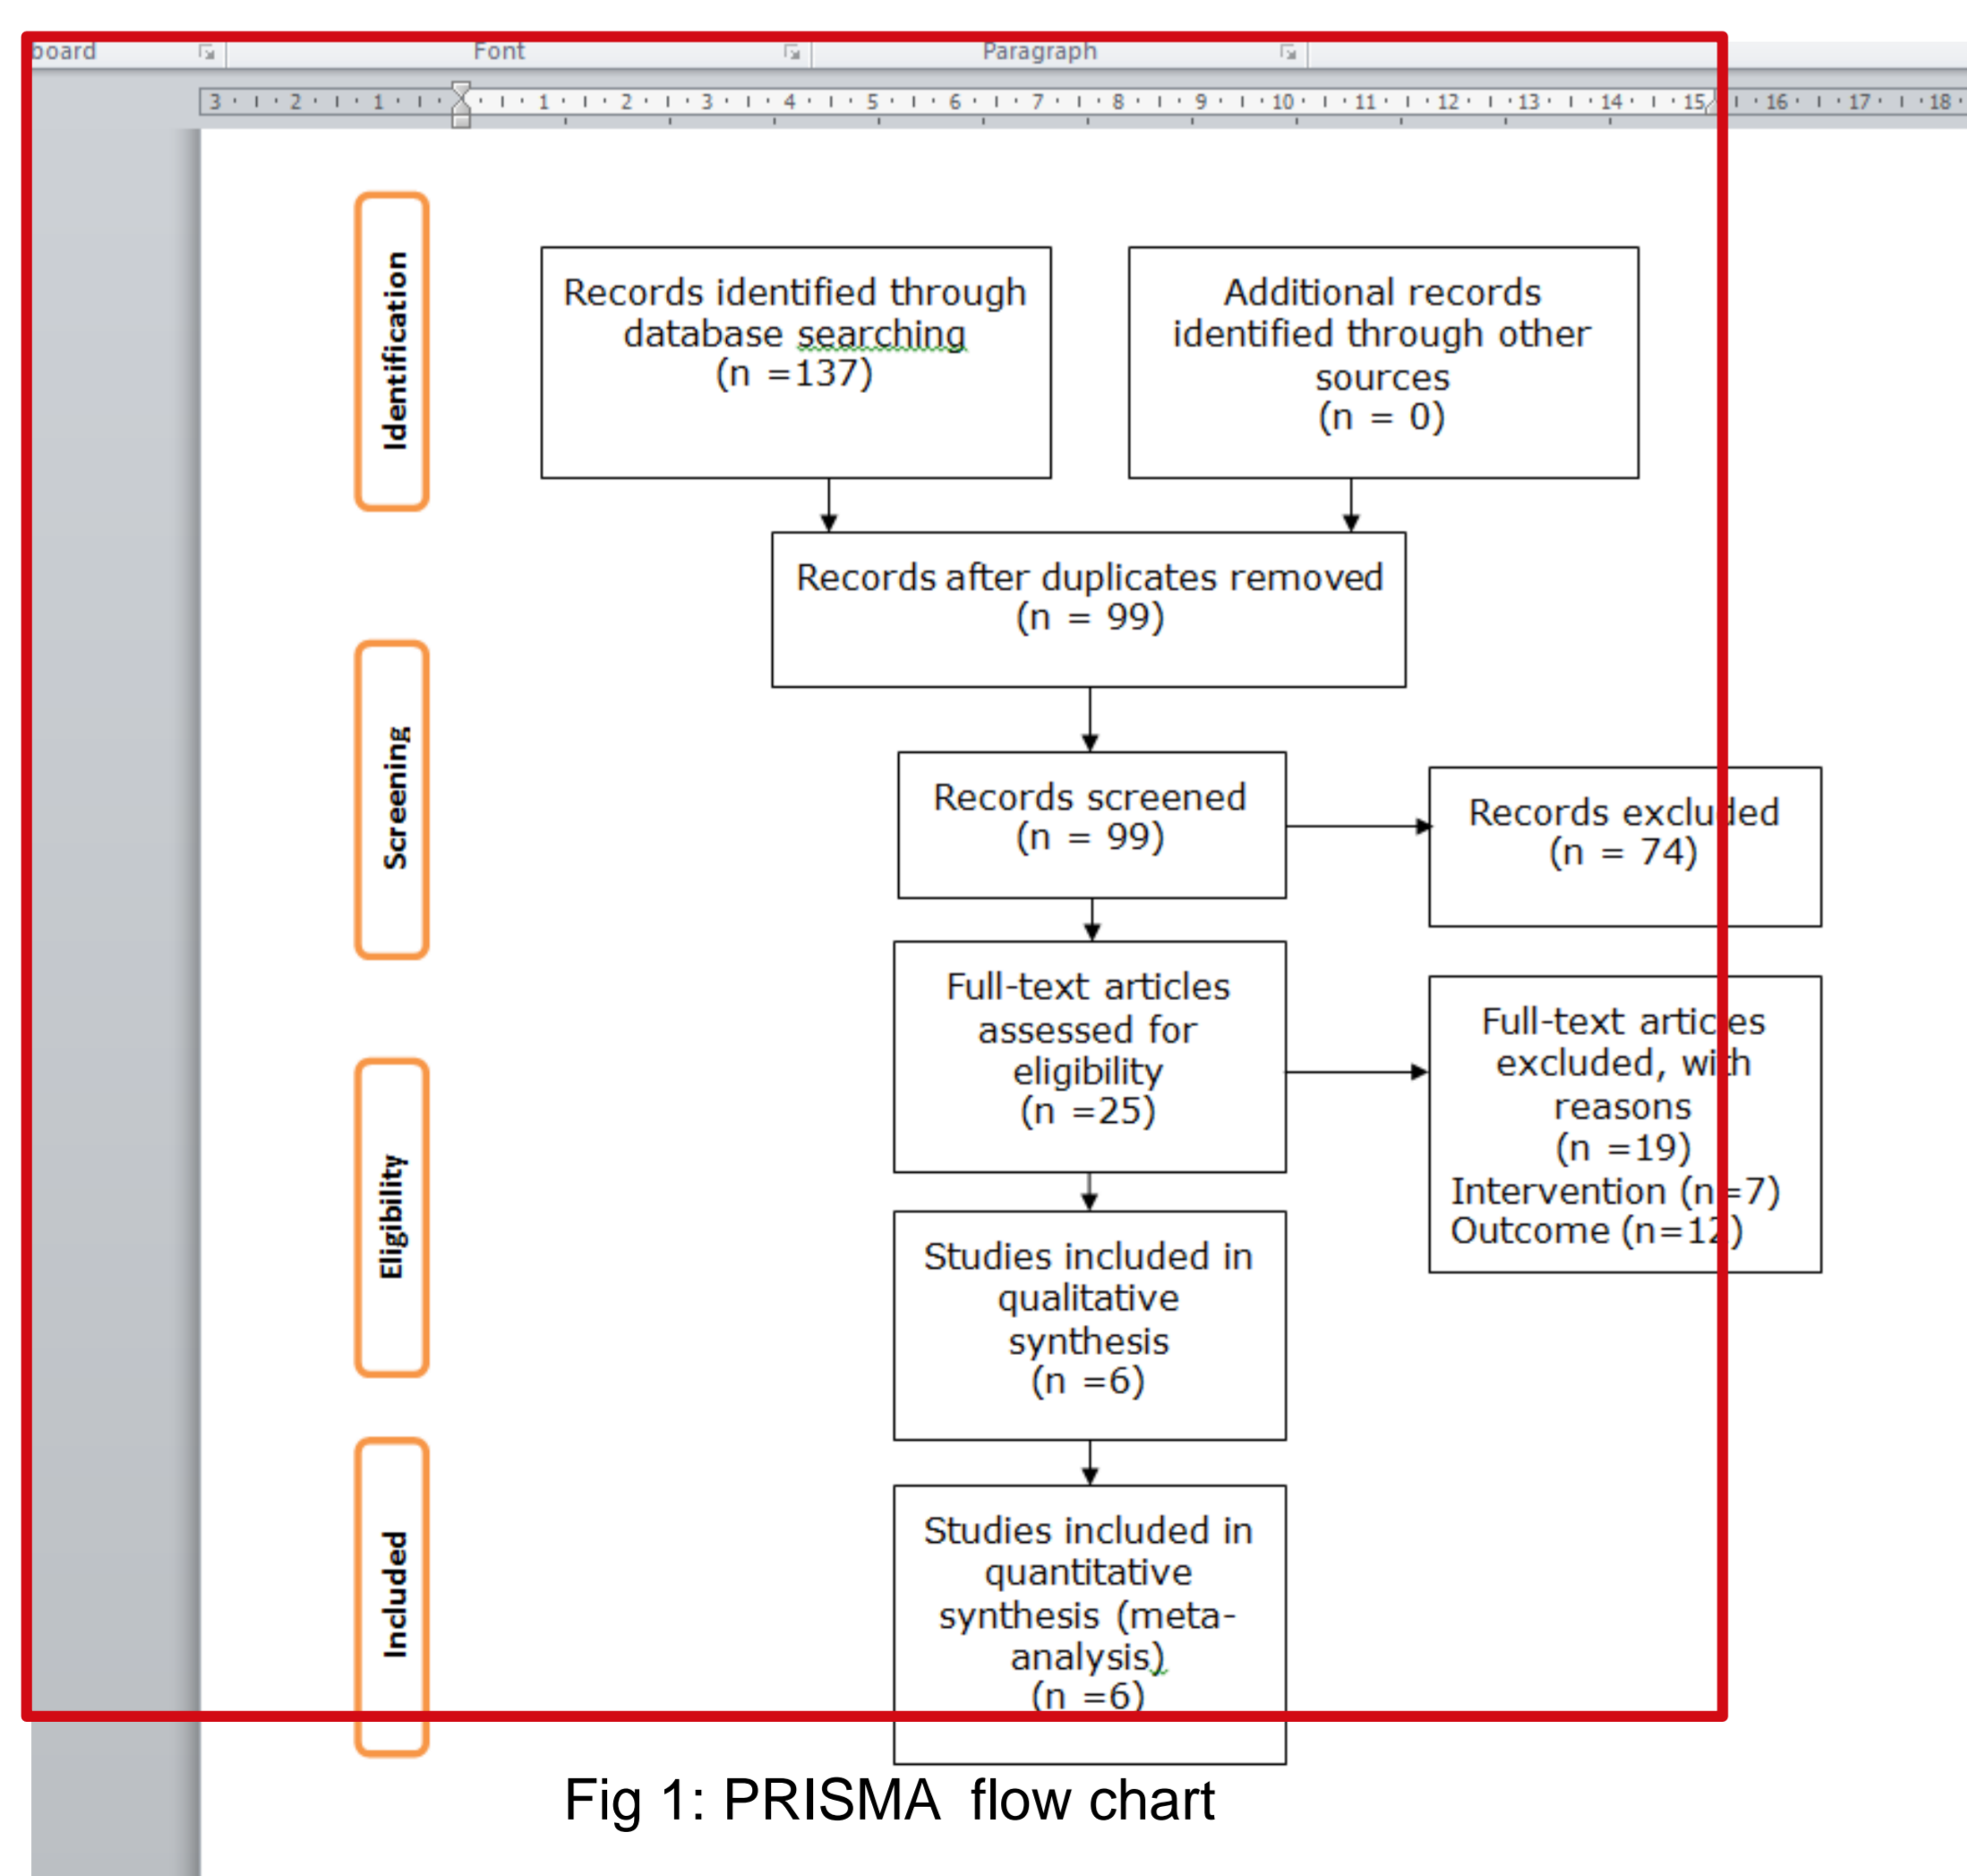 board
Font
Paragraph
3 2 1 1 2 3 4 5 6 7 8 9 10 11 12 13 14 15 16 17 18
Identification
Records identified through
database searching
(n =137)
Additional records
identified through other
sources
(n = 0)
Records after duplicates removed
(n = 99)
Screening
Records screened
(n = 99)
Records excluded
(n = 74)
Eligibility
Full-text articles
assessed for
eligibility
(n =25)
Full-text articles
excluded, with
reasons
(n =19)
Intervention (n=7)
Outcome (n=12)
Studies included in
qualitative
synthesis
(n =6)
Included
Studies included in
quantitative
synthesis (meta-
analysis)
(n =6)
Fig 1: PRISMA flow chart